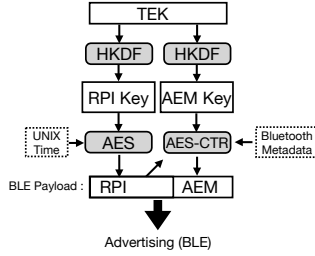 TEK
HKDF HKDF
RPI Key AEM Key
UNIX
Time
AES AES-CTR
Bluetooth
Metadata
BLE Payload : RPI AEM
Advertising (BLE)